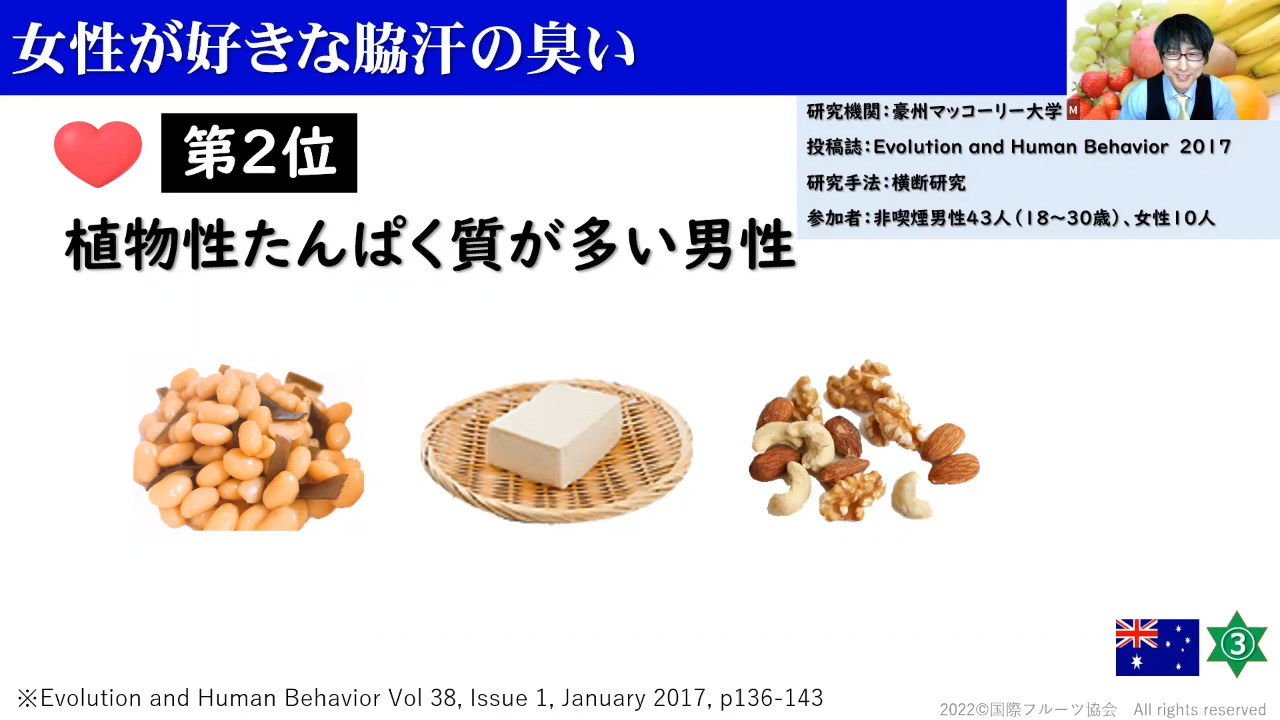 女性が好きな脇汗の臭い
第2位
植物性たんぱく質が多い男性
研究機関：豪州マッコーリー大学
M
投稿誌：Evolution and Human Behavior 2017
研究手法：横断研究
参加者：非喫煙男性43人（18～30歳）、女性10人
3
※Evolution and Human Behavior Vol 38, Issue 1, January 2017, p136-143
2022©国際フルーツ協会 All rights reserved